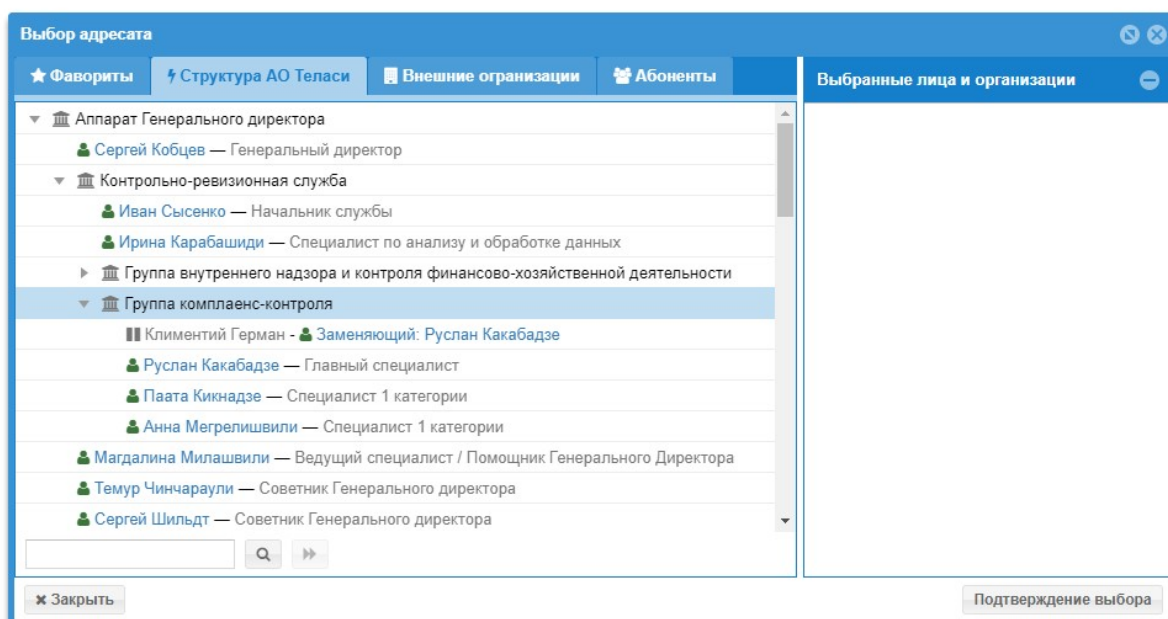 Выбор адресата
Фавориты
Структура АО Теласи
Внешние огранизации
Абоненты
Выбранные лица и организации
Аппарат Генерального директора
Сергей Кобцев — Генеральный директор
Контрольно-ревизионная служба
Иван Сысенко — Начальник службы
Ирина Карабашиди — Специалист по анализу и обработке данных
Группа внутреннего надзора и контроля финансово-хозяйственной деятельности
Группа комплаенс-контроля
Климентий Герман - Заменяющий: Руслан Какабадзе
Руслан Какабадзе — Главный специалист
Паата Кикнадзе — Специалист 1 категории
Анна Мегрелишвили — Специалист 1 категории
Магдалина Милашвили — Ведущий специалист / Помощник Генерального Директора
Темур Чинчараули — Советник Генерального директора
Сергей Шильдт — Советник Генерального директора
Закрыть
Подтверждение выбора